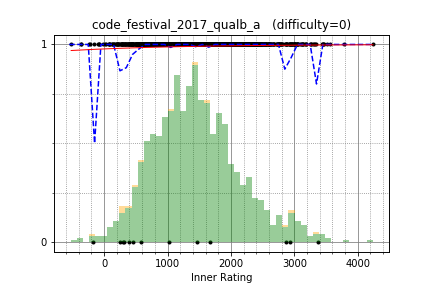 code_festival_2017_qualb_a (difficulty=0)
1
0
0 1000 2000 3000 4000
Inner Rating